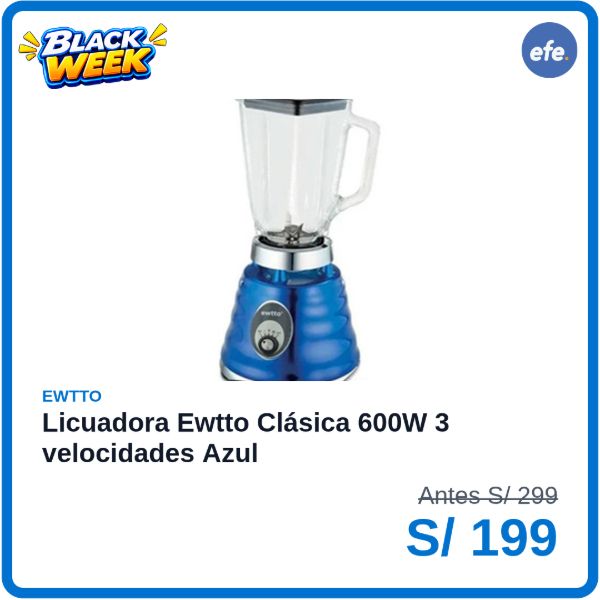 BLACK
WEEK
efe.
ewtto
EWTTO
Licuadora Ewtto Clásica 600W 3
velocidades Azul
Antes S/ 299
S/ 199